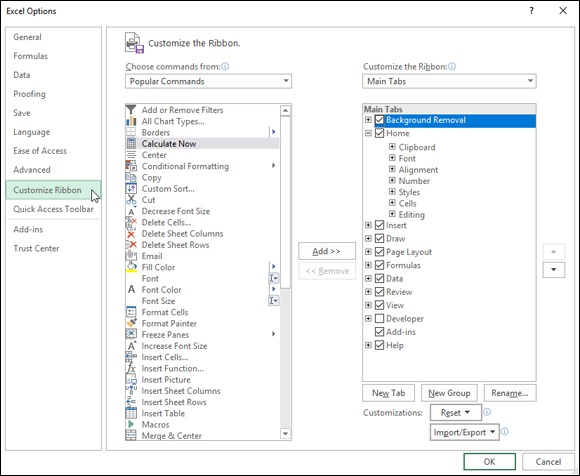 Excel Options
General
Formulas
Data
Proofing
Save
Language
Ease of Access
Advanced
Customize Ribbon
Quick Access Toolbar
Add-ins
Trust Center
Customize the Ribbon.
Choose commands from:
Popular Commands
Add or Remove Filters
All Chart Types...
Borders
Calculate Now
Center
Conditional Formatting
Copy
Custom Sort...
Cut
Decrease Font Size
Delete Cells...
Delete Sheet Columns
Delete Sheet Rows
Email
Fill Color
Font
Font Color
Font Size
Format Cells
Format Painter
Freeze Panes
Increase Font Size
Insert Cells...
Insert Function...
Insert Picture
Insert Sheet Columns
Insert Sheet Rows
Insert Table
Macros
Merge & Center
Add >>
<< Remove
Customize the Ribbon:
Main Tabs
Main Tabs
Background Removal
Home
Clipboard
Font
Alignment
Number
Styles
Cells
Editing
Insert
Draw
Page Layout
Formulas
Data
Review
View
Developer
Add-ins
Help
New Tab
New Group
Rename...
Customizations:
Reset
Import/Export
OK
Cancel